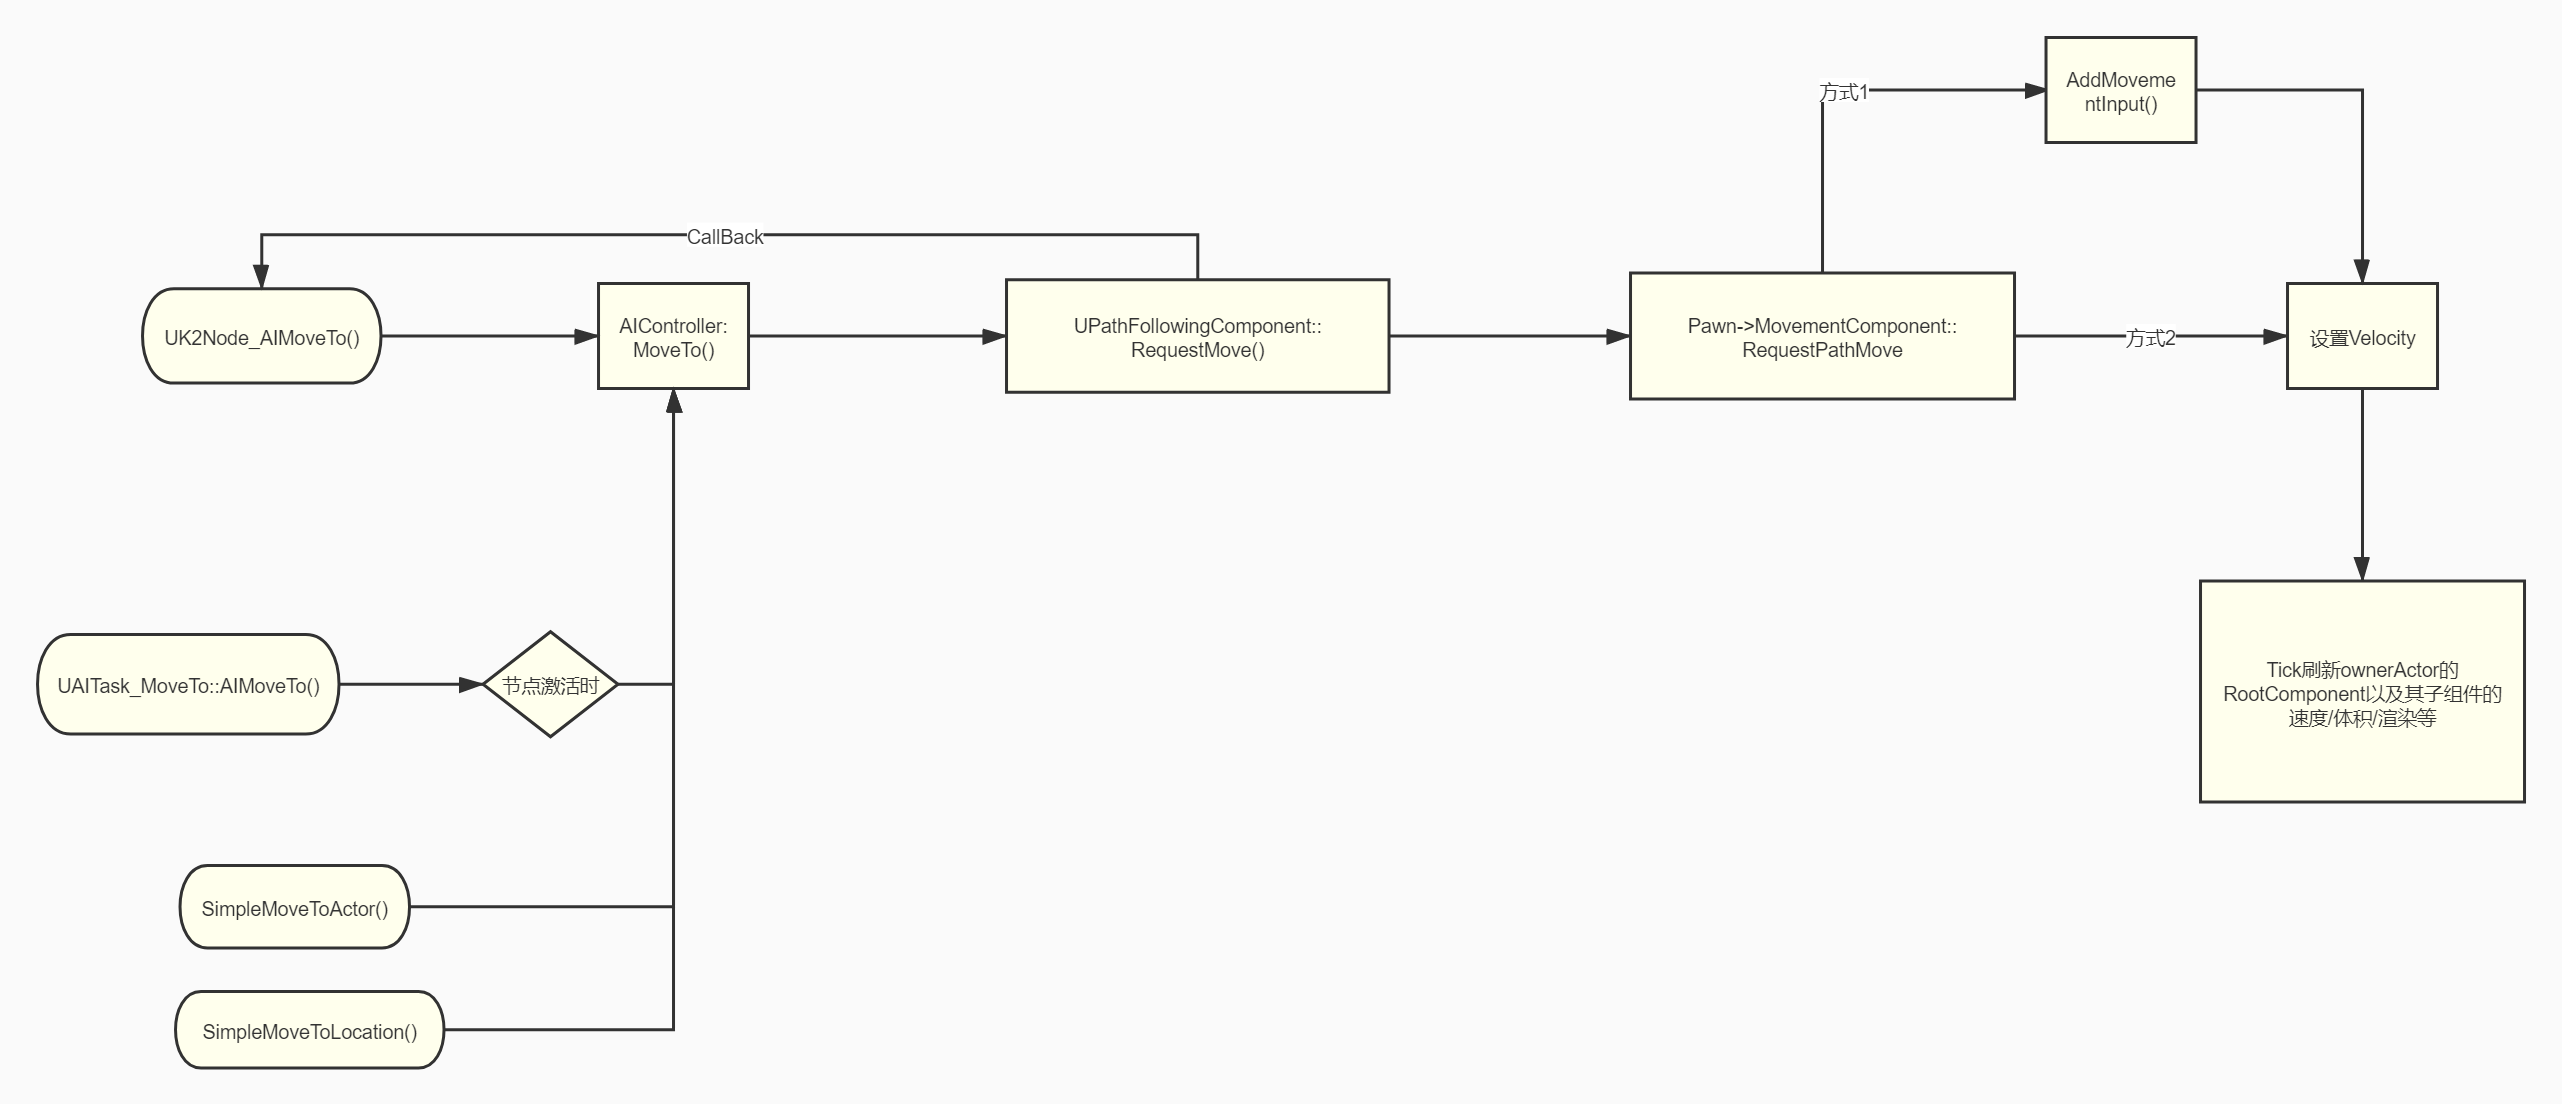 方式1
AddMoveme
ntInput()
CallBack
UK2Node_AIMoveTo()
AIController:
MoveTo()
UPathFollowingComponent::
RequestMove()
Pawn->MovementComponent::
RequestPathMove
方式2
设置Velocity
UAITask_MoveTo::AIMoveTo()
节点激活时
Tick刷新ownerActor的
RootComponent以及其子组件的
速度/体积/渲染等
SimpleMoveToActor()
SimpleMoveToLocation()